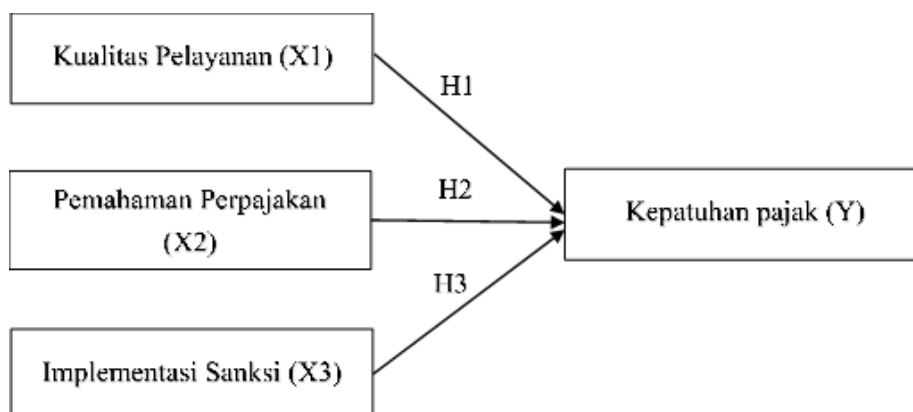 Kualitas Pelayanan (X1)
H1
Pemahaman Perpajakan
(X2)
H2
Kepatuhan pajak (Y)
H3
Implementasi Sanksi (X3)